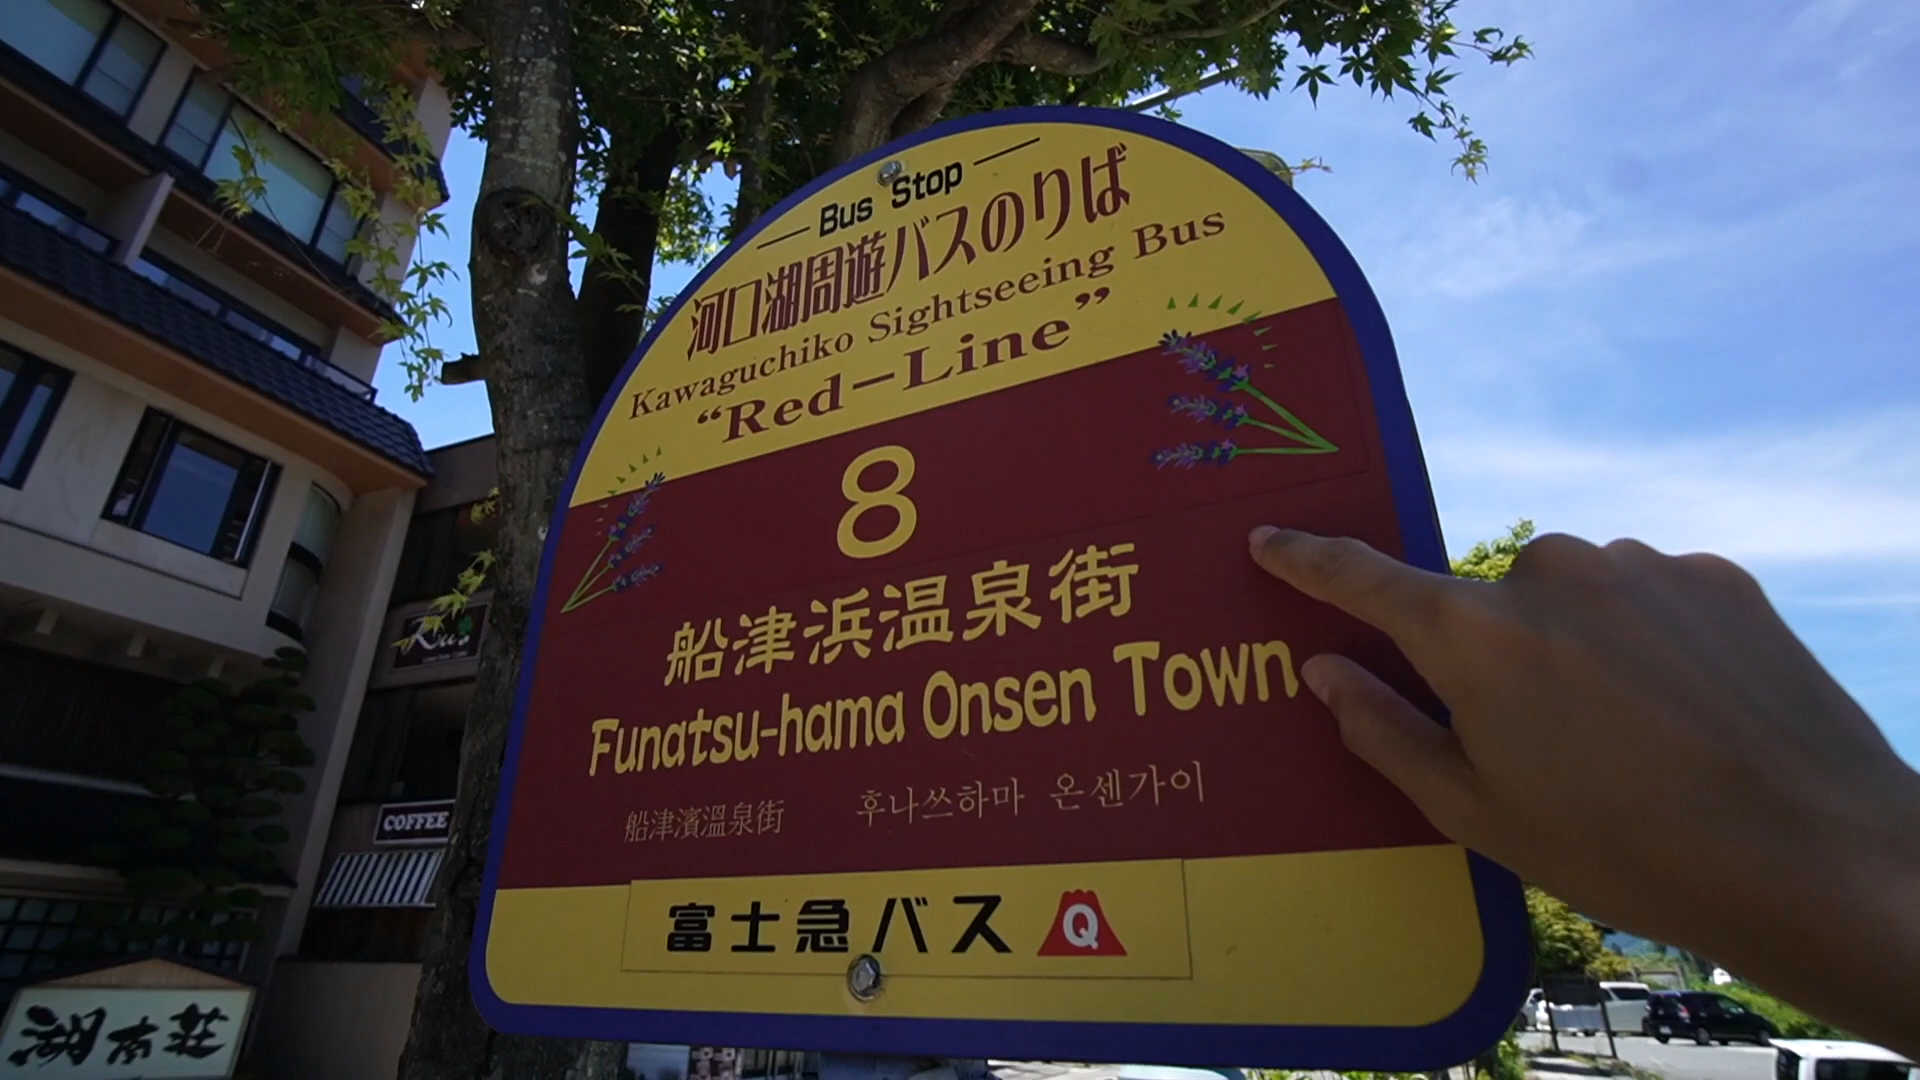 Bus Stop
河口湖周遊バスのりば
Kawaguchiko Sightseeing Bus
“Red-Line”
8
船津浜温泉街
Funatsu-hama Onsen Town
船津濱溫泉街 후나쓰하마 온센가이
富士急バス Q
COFFEE
湖南荘